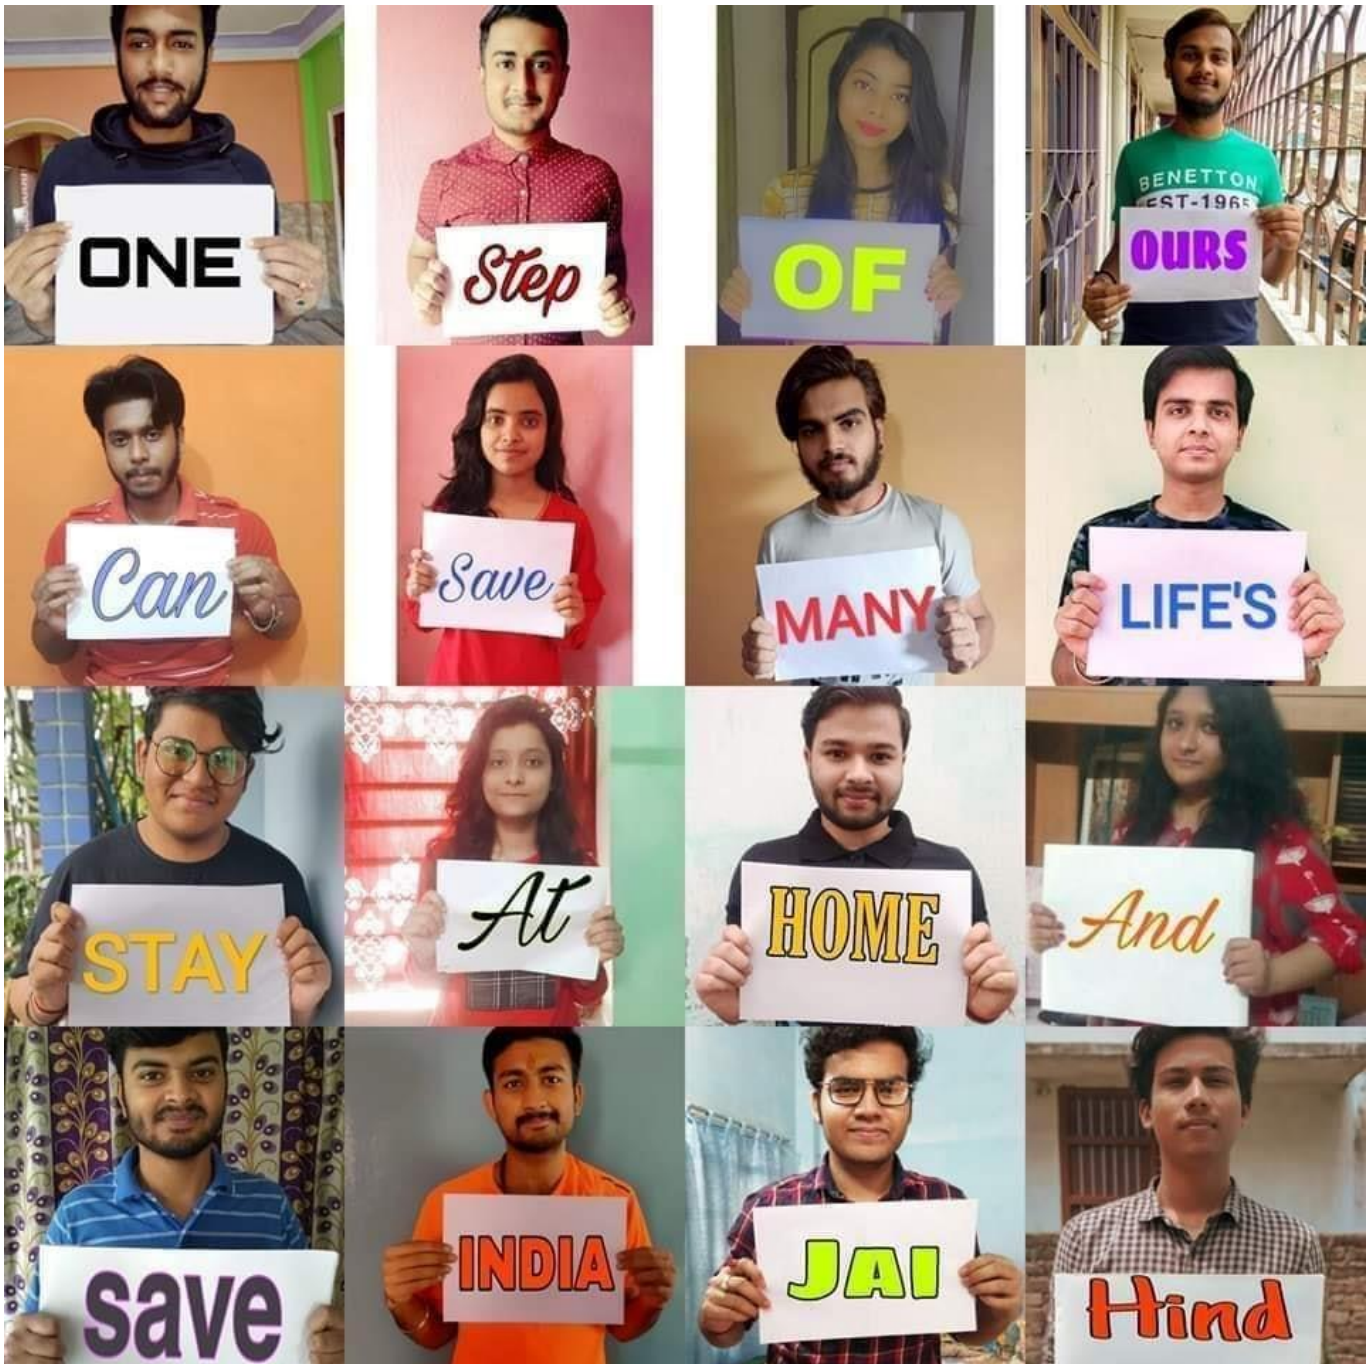 ONE
Step
OF
BENETTON
EST-1965
OURS
Can
Save
MANY
LIFE'S
STAY
At
HOME
And
save
INDIA
JAI
Hind